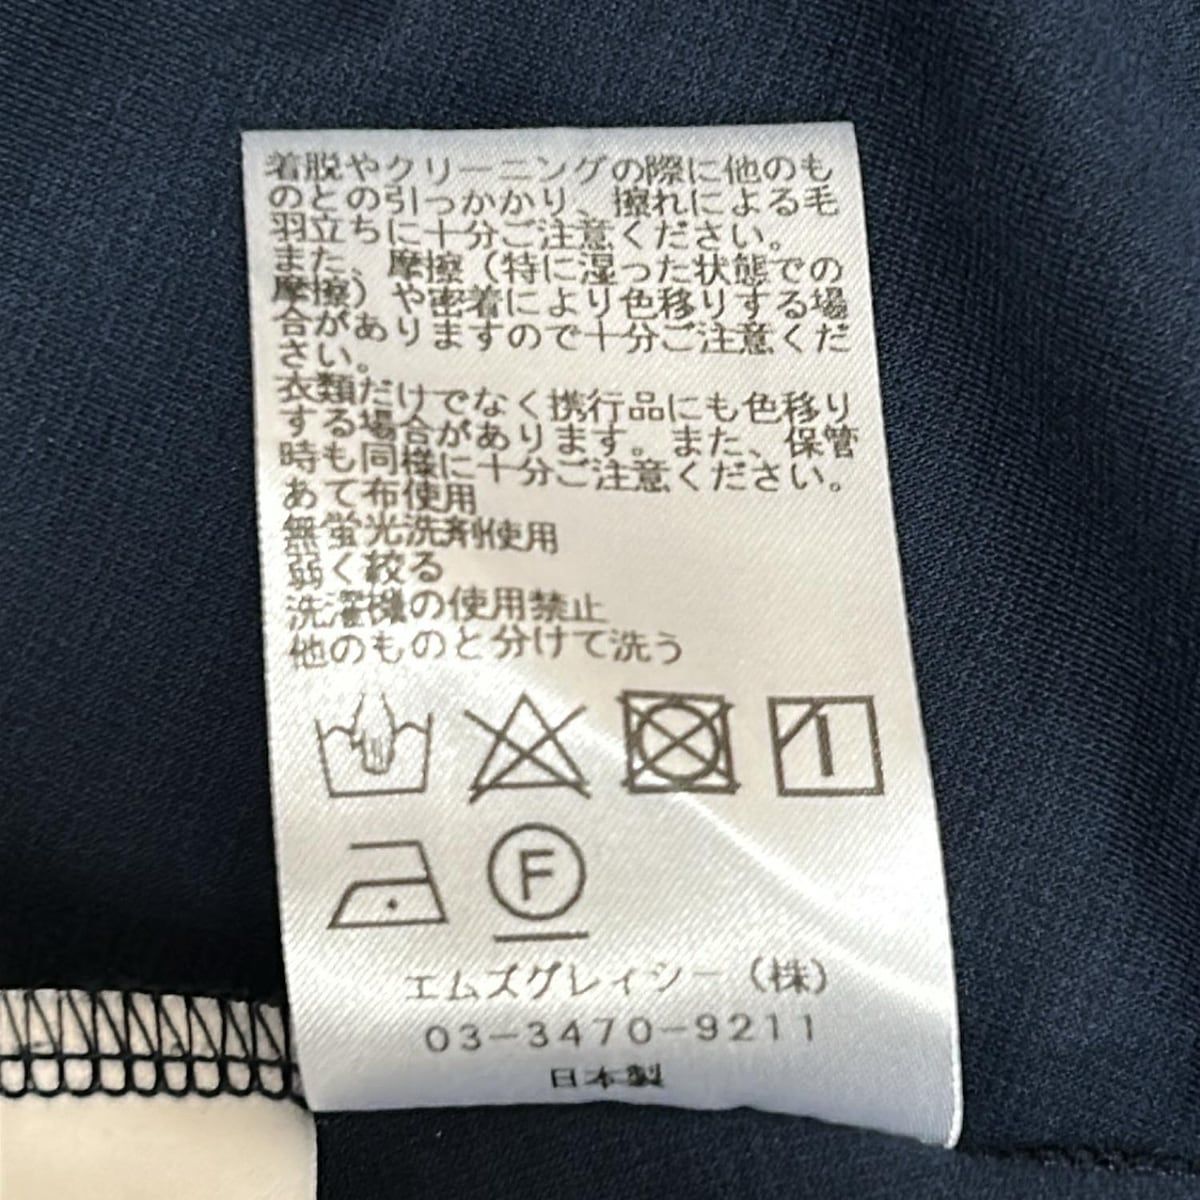 着脱やクリーニングの際に他のも
のとの引っかかり、擦れによる毛
羽立ちに十分ご注意ください。
また、摩擦（特に湿った状態での
摩擦）や密着により色移りする場
合がありますので十分ご注意くだ
さい。
衣類だけでなく携行品にも色移り
する場合があります。また、保管
時も同様に十分ご注意ください。
あて布使用
無蛍光洗剤使用
弱く絞る
洗濯機の使用禁止
他のものと分けて洗う
F
エムズグレイシー（株）
03-3470-9211
日本製